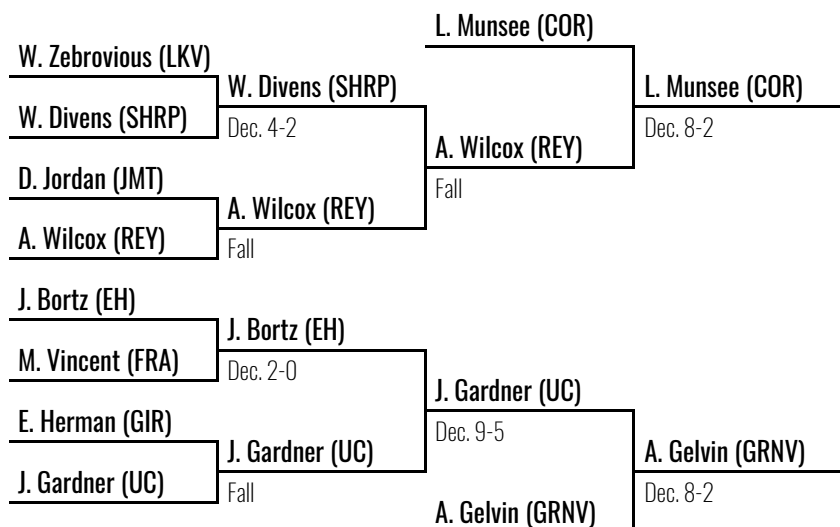 L. Munsee (COR)
W. Zebrovious (LKV)
W. Divens (SHRP)
L. Munsee (COR)
W. Divens (SHRP)
Dec. 4-2
Dec. 8-2
A. Wilcox (REY)
D. Jordan (JMT)
Fall
A. Wilcox (REY)
A. Wilcox (REY)
Fall
J. Bortz (EH)
J. Bortz (EH)
M. Vincent (FRA)
Dec. 2-0
J. Gardner (UC)
E. Herman (GIR)
Dec. 9-5
J. Gardner (UC)
A. Gelvin (GRNV)
J. Gardner (UC)
Fall
Dec. 8-2
A. Gelvin (GRNV)